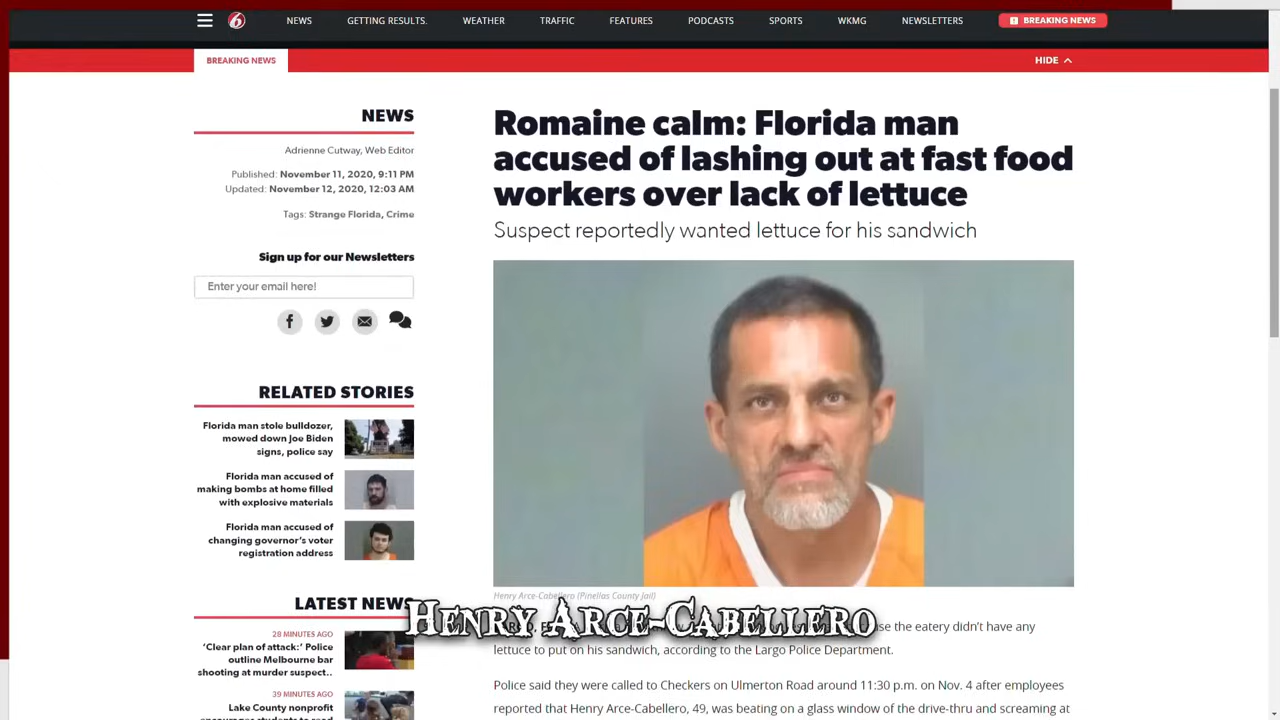 6 NEWS GETTING RESULTS. WEATHER TRAFFIC FEATURES PODCASTS SPORTS WKMG NEWSLETTERS BREAKING NEWS
BREAKING NEWS HIDE
NEWS
Adrienne Cutway, Web Editor
Published: November 11, 2020, 9:11 PM
Updated: November 12, 2020, 12:03 AM
Tags: Strange Florida, Crime
Sign up for our Newsletters
Enter your email here!
RELATED STORIES
Florida man stole bulldozer,
mowed down Joe Biden
signs, police say
Florida man accused of
making bombs at home filled
with explosive materials
Florida man accused of
changing governor's voter
registration address
LATEST NEWS
28 MINUTES AGO
'Clear plan of attack:' Police
outline Melbourne bar
shooting at murder suspect..
39 MINUTES AGO
Lake County nonprofit
Romaine calm: Florida man
accused of lashing out at fast food
workers over lack of lettuce
Suspect reportedly wanted lettuce for his sandwich
Henry Arce-Cabellero (Pinellas County Jail)
Henry Arce-Cabellero
the eatery didn't have any
lettuce to put on his sandwich, according to the Largo Police Department.
Police said they were called to Checkers on Ulmerton Road around 11:30 p.m. on Nov. 4 after employees
reported that Henry Arce-Cabellero, 49, was beating on a glass window of the drive-thru and screaming at